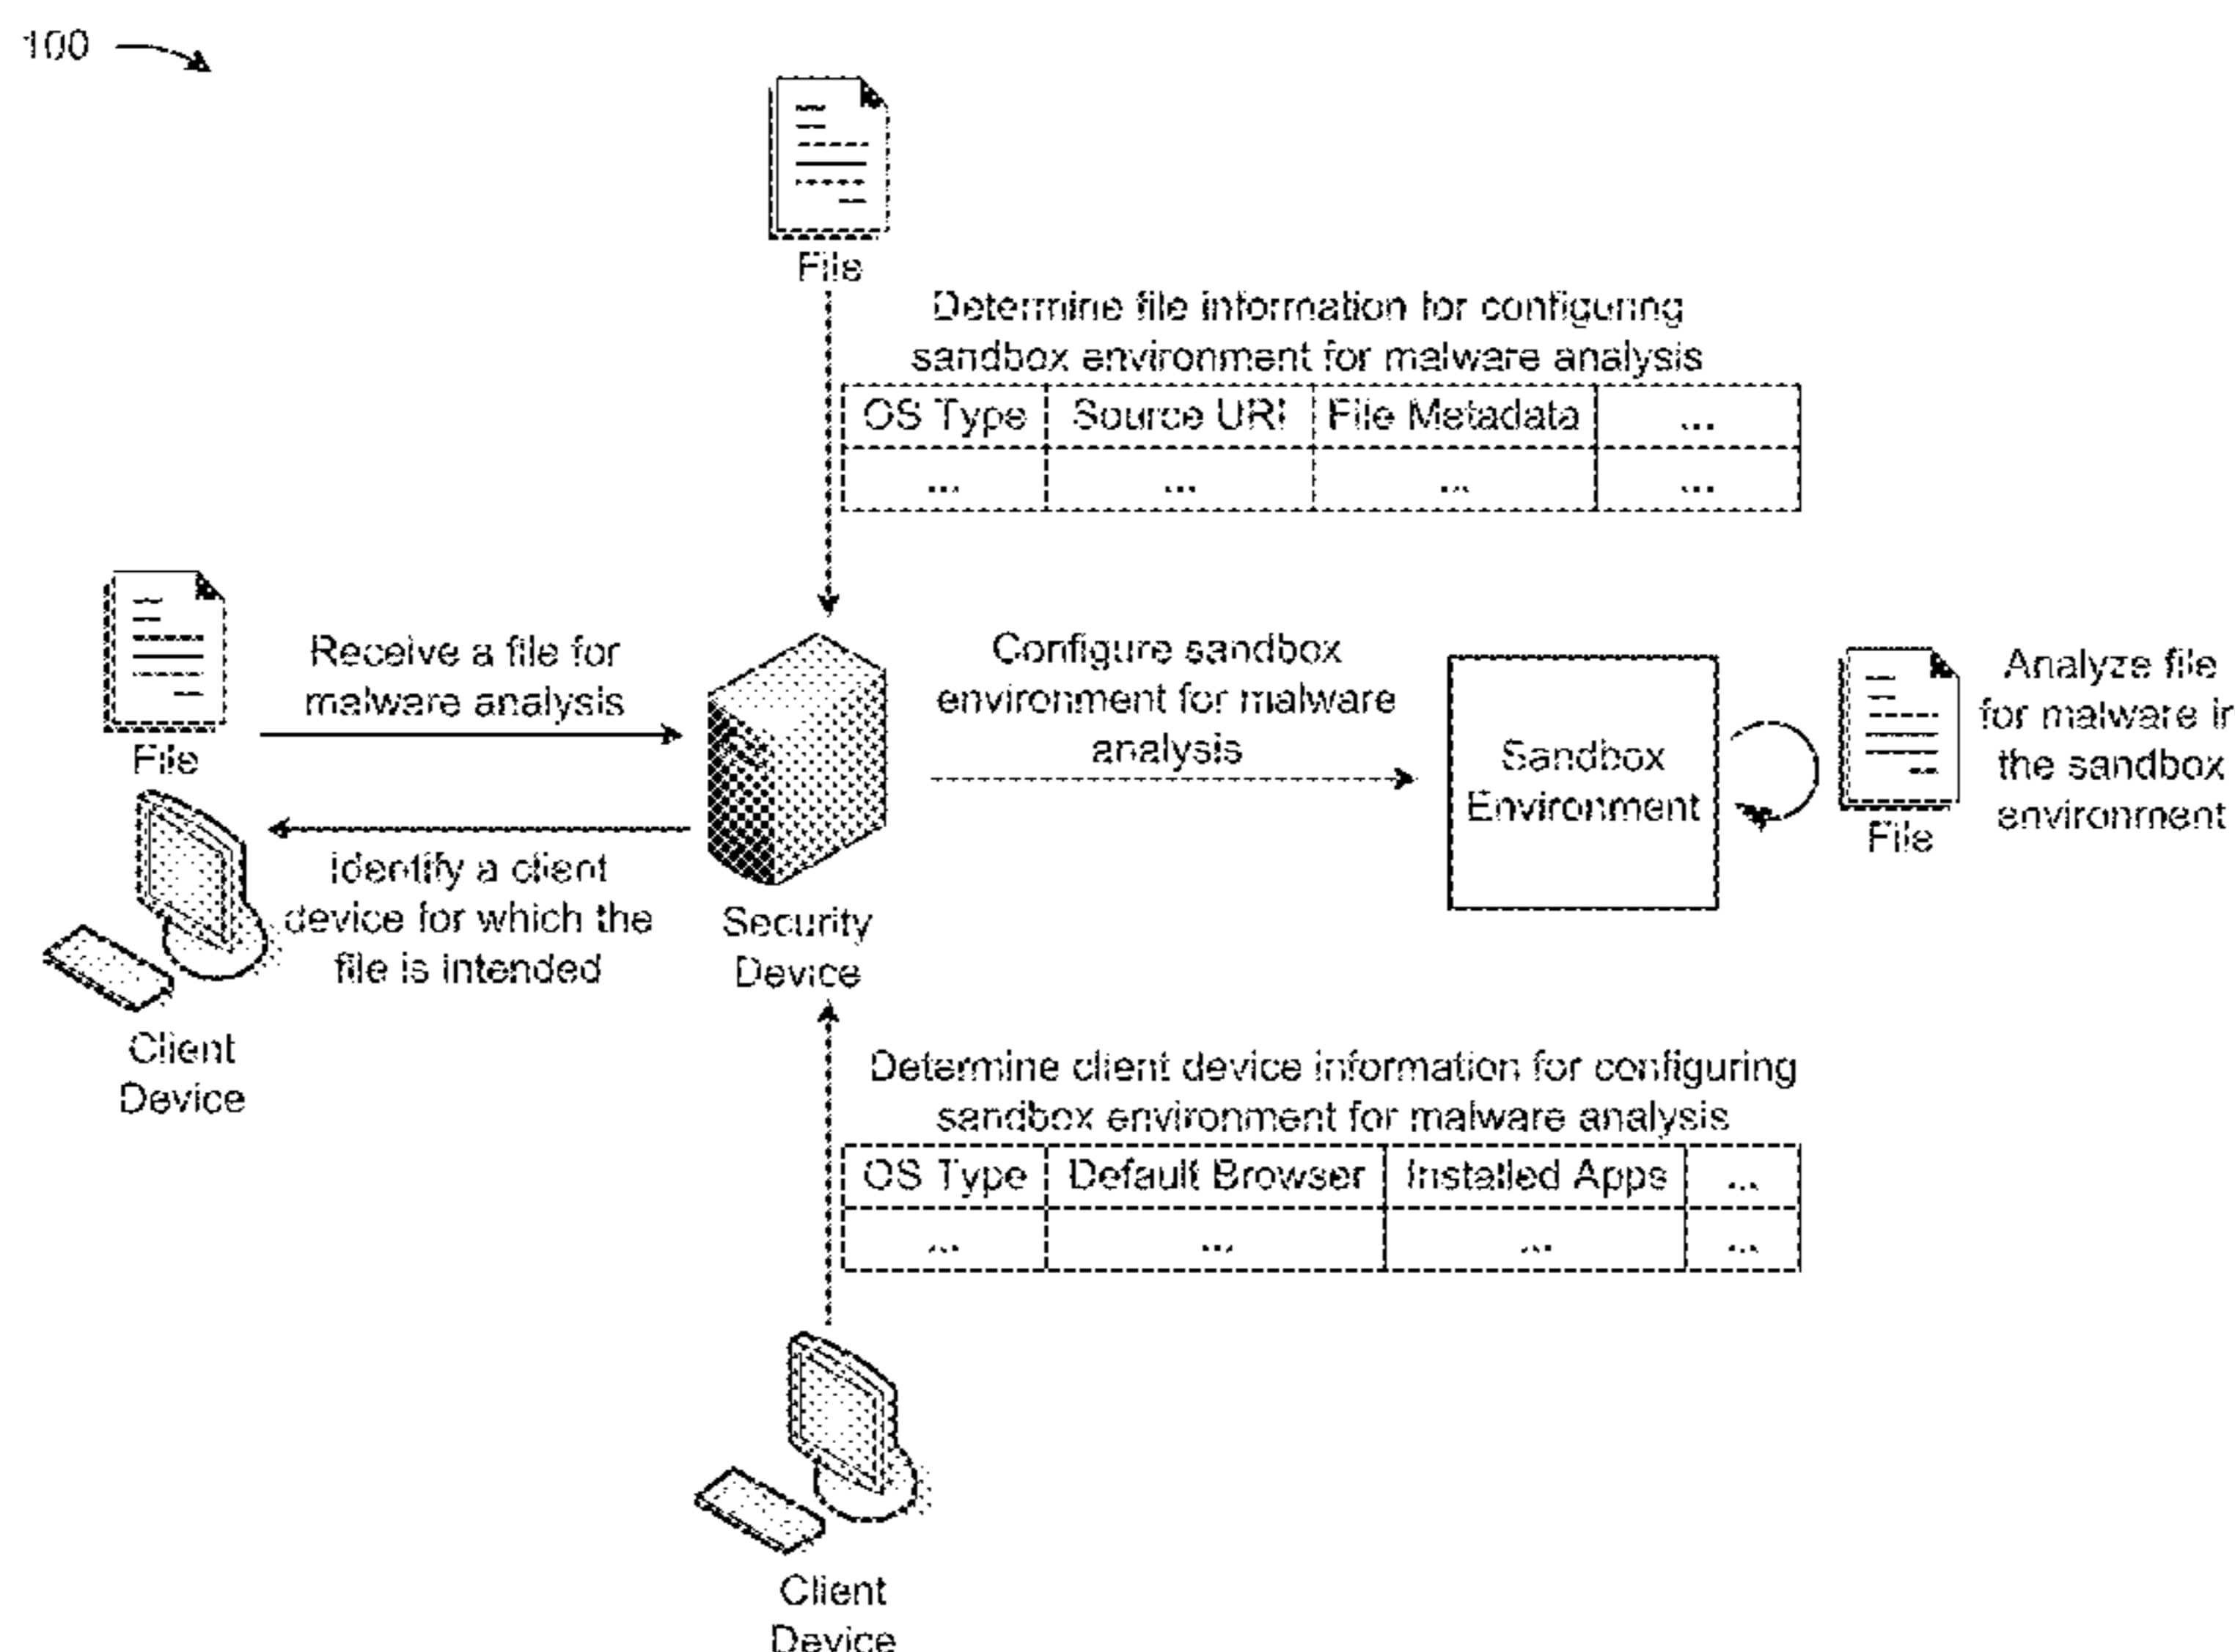 100
File
Determine file information for configuring
sandbox environment for malware analysis
OS Type Source URI File Metadata ...
... ... ... ...
File
Receive a file for
malware analysis
Client
Device
Identify a client
device for which the
file is intended
Security
Device
Configure sandbox
environment for malware
analysis
Sandbox
Environment
File
Analyze file
for malware in
the sandbox
environment
Determine client device information for configuring
sandbox environment for malware analysis
OS Type Default Browser Installed Apps ...
... ... ... ...
Client
Device